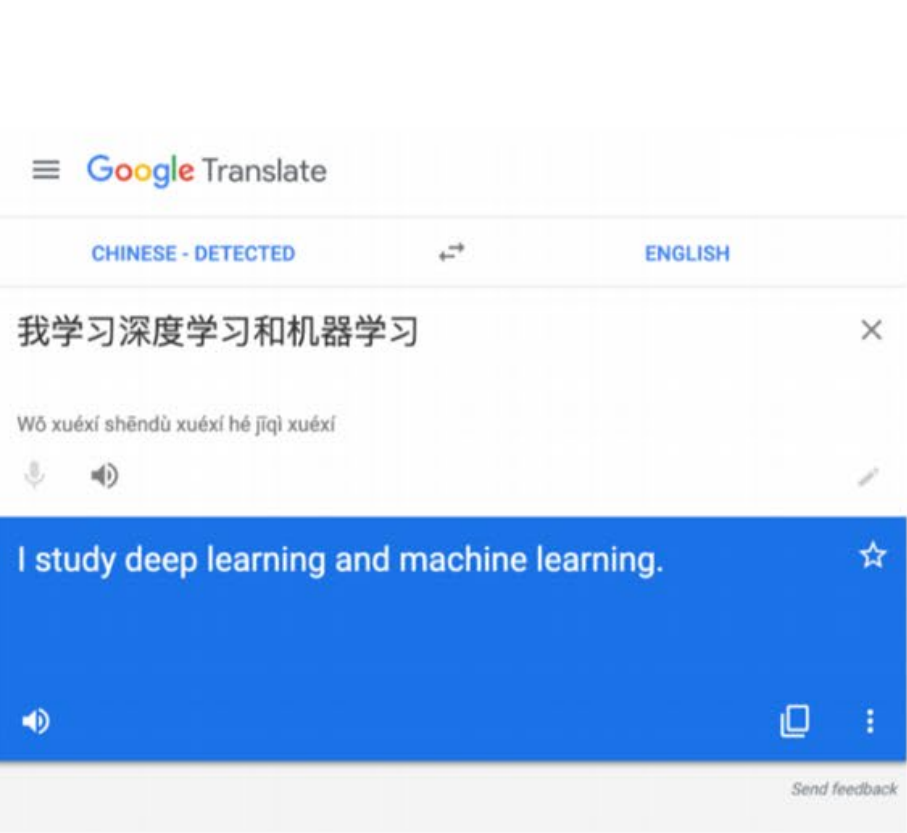 Google Translate
CHINESE - DETECTED ENGLISH
我学习深度学习和机器学习
Wǒ xuéxí shēndù xuéxí hé jīqì xuéxí
I study deep learning and machine learning.
Send feedback